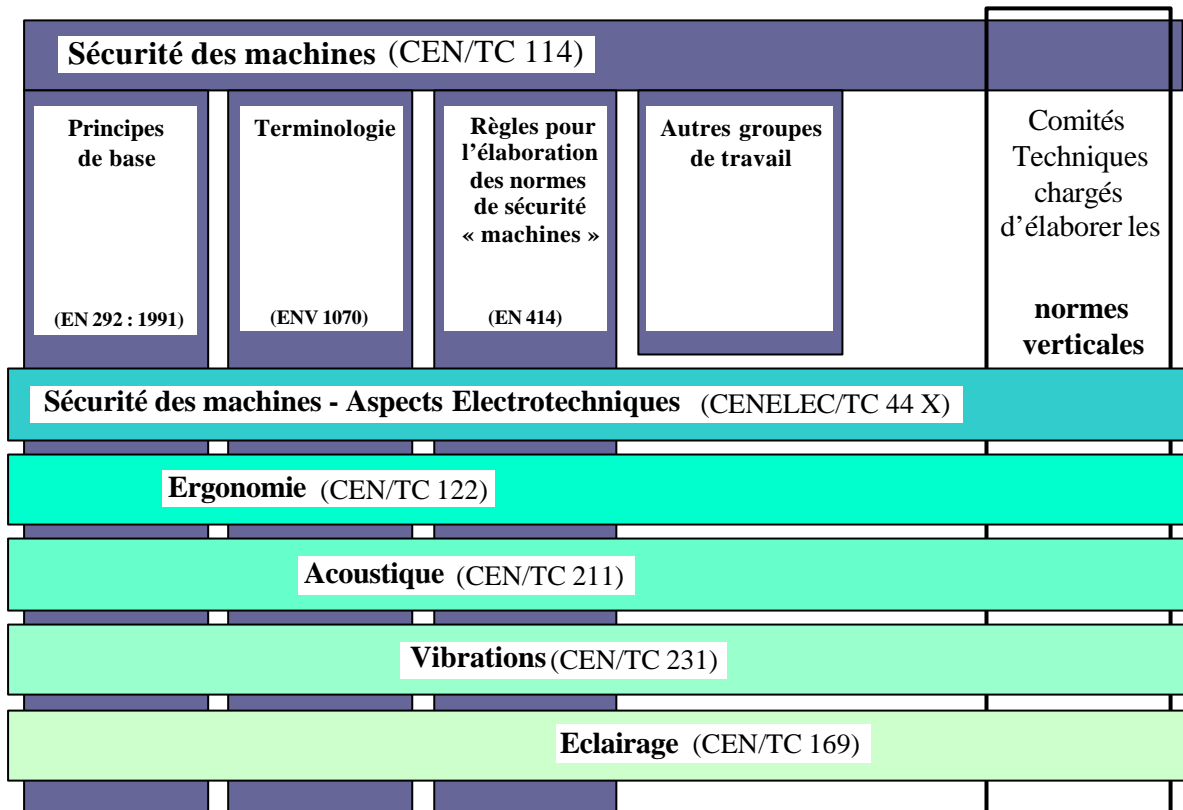 Sécurité des machines (CEN/TC 114)
Principes
de base
(EN 292 : 1991)
Terminologie
(ENV 1070)
Règles pour
l'élaboration
des normes
de sécurité
« machines »
(EN 414)
Autres groupes
de travail
Comités
Techniques
chargés
d'élaborer les
normes
verticales
Sécurité des machines - Aspects Electrotechniques (CENELEC/TC 44 X)
Ergonomie (CEN/TC 122)
Acoustique (CEN/TC 211)
Vibrations (CEN/TC 231)
Eclairage (CEN/TC 169)